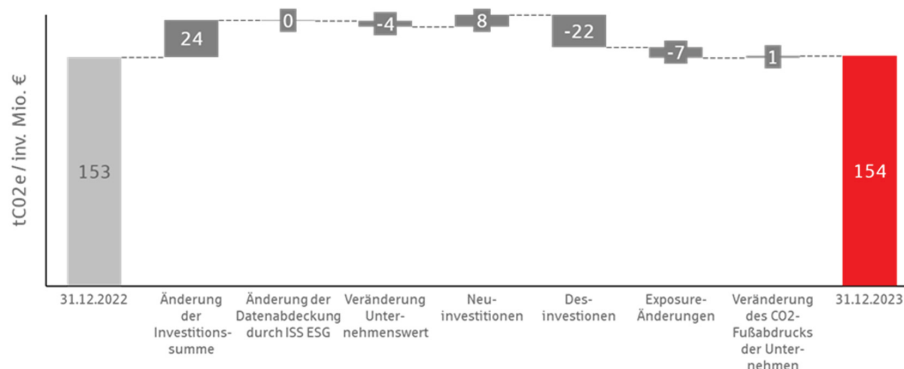 tCO2e / inv. Mio. €
153
24
0
-4
8
-22
-7
1
154
31.12.2022
Änderung
der
Investitions-
summe
Änderung der
Datenabdeckung
durch ISS ESG
Veränderung
Unter-
nehmenswert
Neu-
investitionen
Des-
investionen
Exposure-
Änderungen
Veränderung
des CO2-
Fußabdrucks
der Unter-
nehmen
31.12.2023